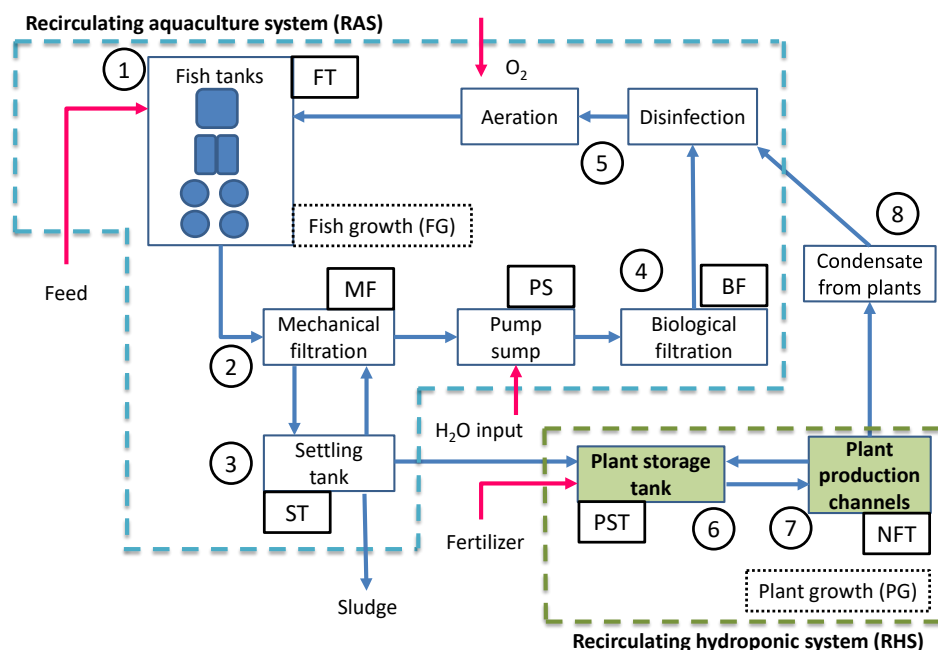 Recirculating aquaculture system (RAS)
1
Fish tanks
FT
O2
Aeration
Disinfection
5
Fish growth (FG)
8
Feed
MF
PS
4
BF
Condensate
from plants
Mechanical
filtration
Pump
sump
Biological
filtration
2
H2O input
3
Settling
tank
ST
Plant storage
tank
Plant
production
channels
PST
6
7
NFT
Fertilizer
Plant growth (PG)
Sludge
Recirculating hydroponic system (RHS)